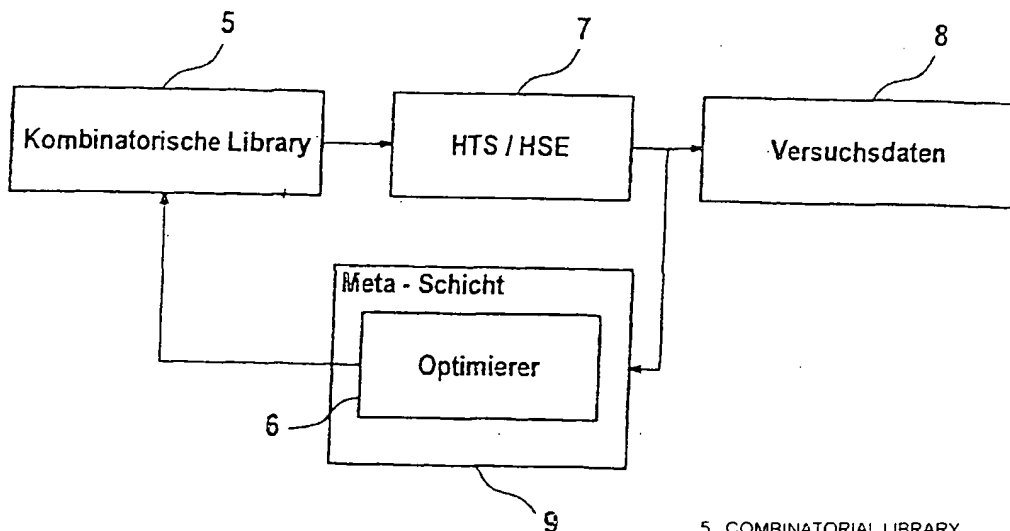 5
7
8
Kombinatorische Library
HTS / HSE
Versuchsdaten
Meta - Schicht
Optimierer
6
9
5 COMBINATORIAL LIBRARY